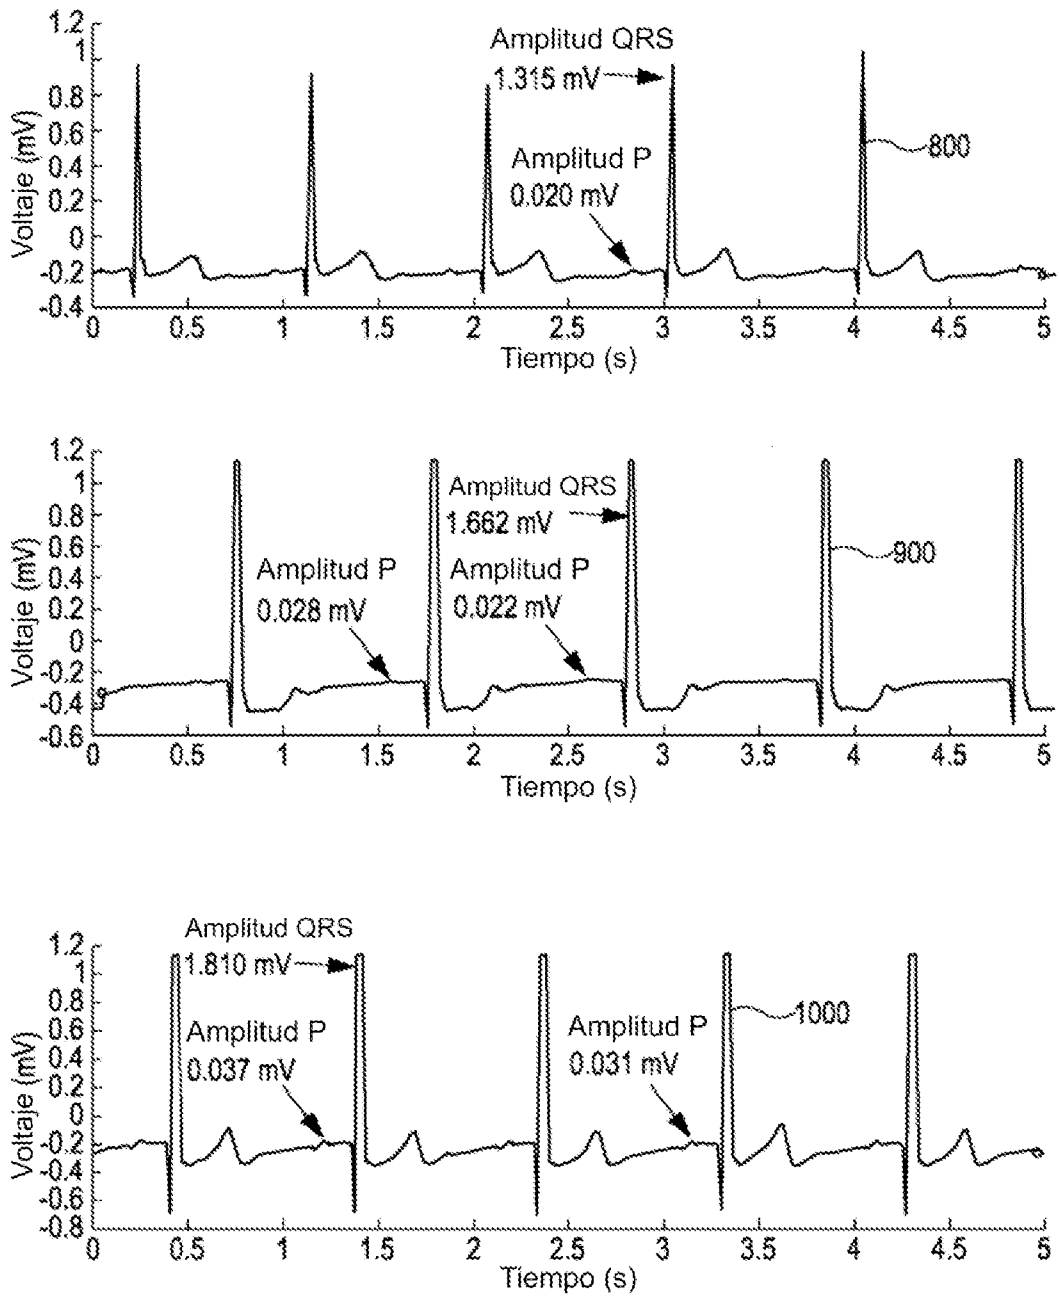 1.2
1
0.8
0.6
0.4
0.2
0
-0.2
-0.4
Voltaje (mV)
Amplitud QRS
1.315 mV
Amplitud P
0.020 mV
800
0 0.5 1 1.5 2 2.5 3 3.5 4 4.5 5
Tiempo (s)
1.2
1
0.8
0.6
0.4
0.2
0
-0.2
-0.4
-0.6
Voltaje (mV)
Amplitud QRS
1.662 mV
Amplitud P
0.028 mV
Amplitud P
0.022 mV
900
0 0.5 1 1.5 2 2.5 3 3.5 4 4.5 5
Tiempo (s)
1.2
1
0.8
0.6
0.4
0.2
0
-0.2
-0.4
-0.6
-0.8
Voltaje (mV)
Amplitud QRS
1.810 mV
Amplitud P
0.037 mV
Amplitud P
0.031 mV
1000
0 0.5 1 1.5 2 2.5 3 3.5 4 4.5 5
Tiempo (s)